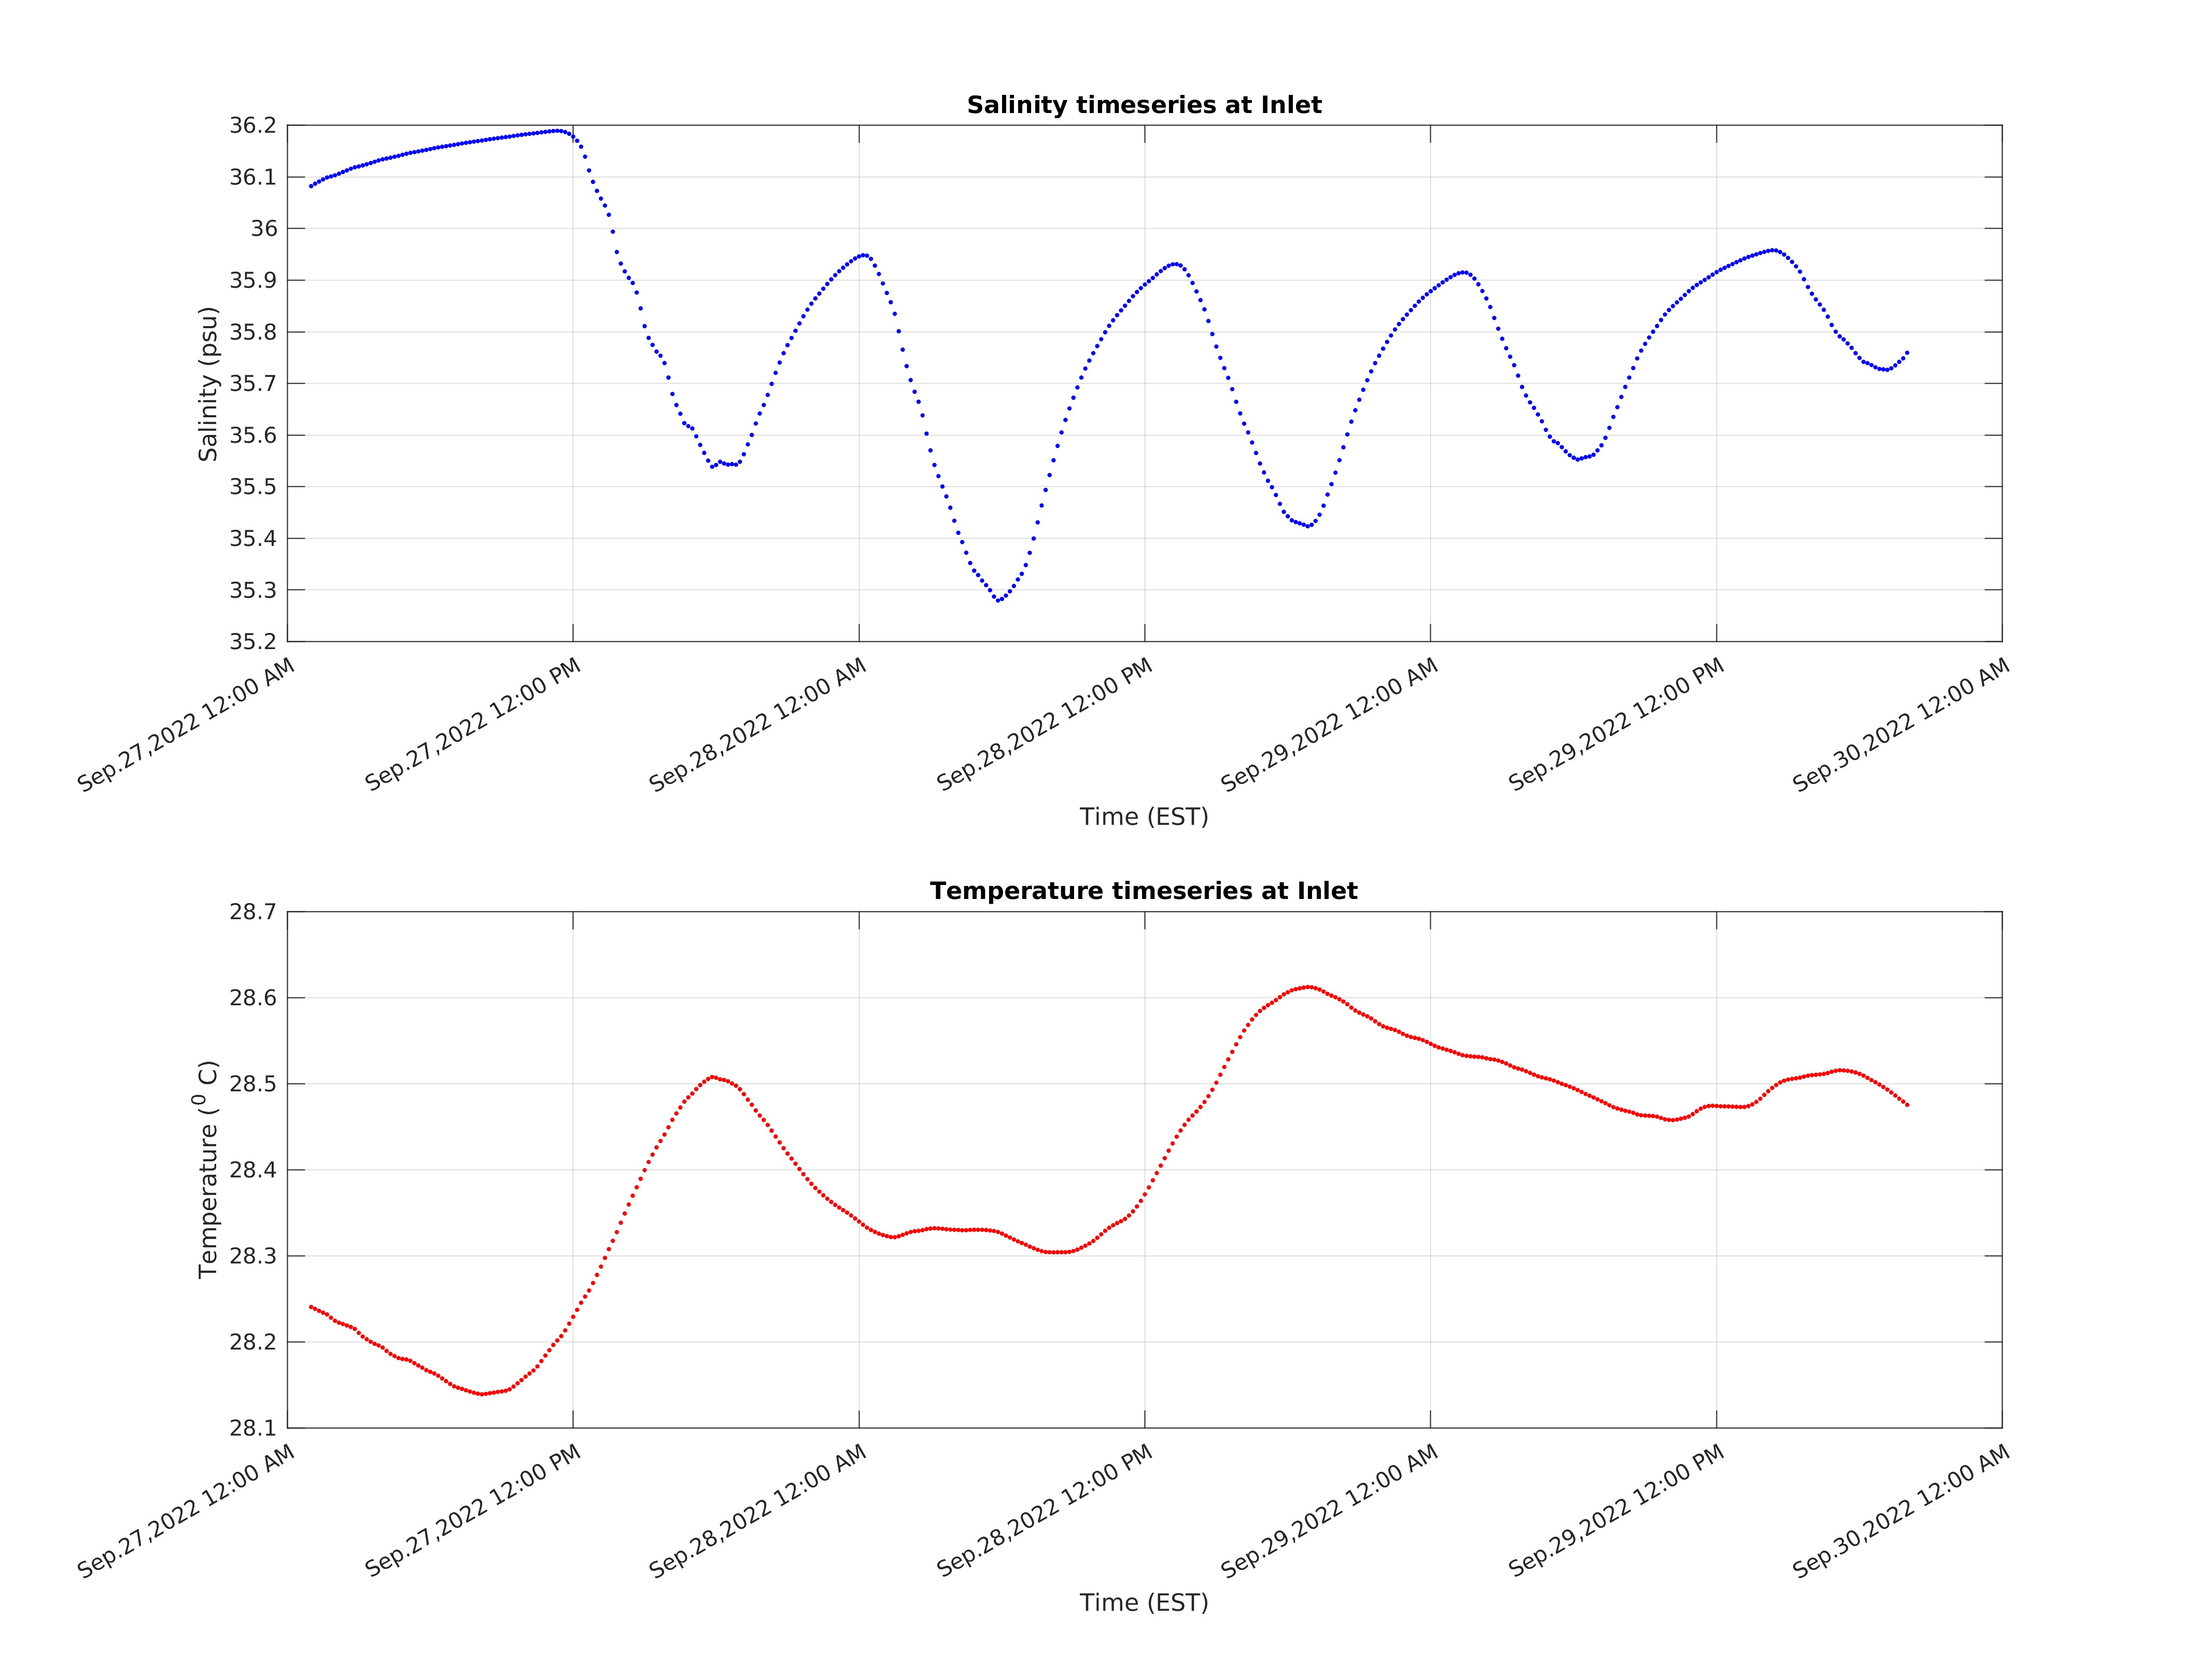 Salinity timeseries at Inlet
Salinity (psu)
36.2
36.1
36
35.9
35.8
35.7
35.6
35.5
35.4
35.3
35.2
Sep.27,2022 12:00 AM
Sep.27,2022 12:00 PM
Sep.28,2022 12:00 AM
Sep.28,2022 12:00 PM
Sep.29,2022 12:00 AM
Sep.29,2022 12:00 PM
Sep.30,2022 12:00 AM
Time (EST)
Temperature timeseries at Inlet
Temperature (⁰ C)
28.7
28.6
28.5
28.4
28.3
28.2
28.1
Sep.27,2022 12:00 AM
Sep.27,2022 12:00 PM
Sep.28,2022 12:00 AM
Sep.28,2022 12:00 PM
Sep.29,2022 12:00 AM
Sep.29,2022 12:00 PM
Sep.30,2022 12:00 AM
Time (EST)